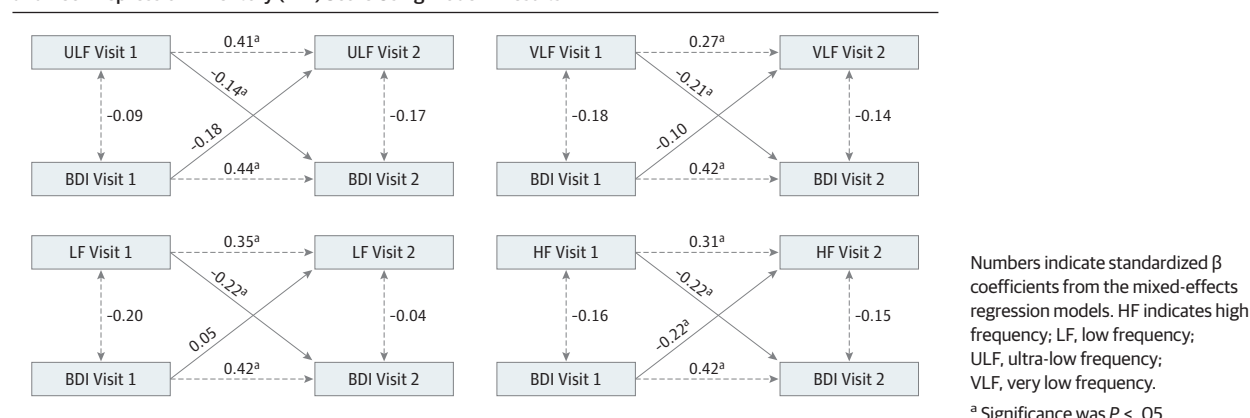 ULF Visit 1 0.41a ULF Visit 2
-0.14a
-0.09 -0.17
-0.18
BDI Visit 1 0.44a BDI Visit 2
VLF Visit 1 0.27a VLF Visit 2
-0.21a
-0.18 -0.14
-0.10
BDI Visit 1 0.42a BDI Visit 2
LF Visit 1 0.35a LF Visit 2
-0.22a
-0.20 -0.04
0.05
BDI Visit 1 0.42a BDI Visit 2
HF Visit 1 0.31a HF Visit 2
-0.22a
-0.16 -0.15
-0.22a
BDI Visit 1 0.42a BDI Visit 2
Numbers indicate standardized β
coefficients from the mixed-effects
regression models. HF indicates high
frequency; LF, low frequency;
ULF, ultra-low frequency;
VLF, very low frequency.
a Significance was P < .05